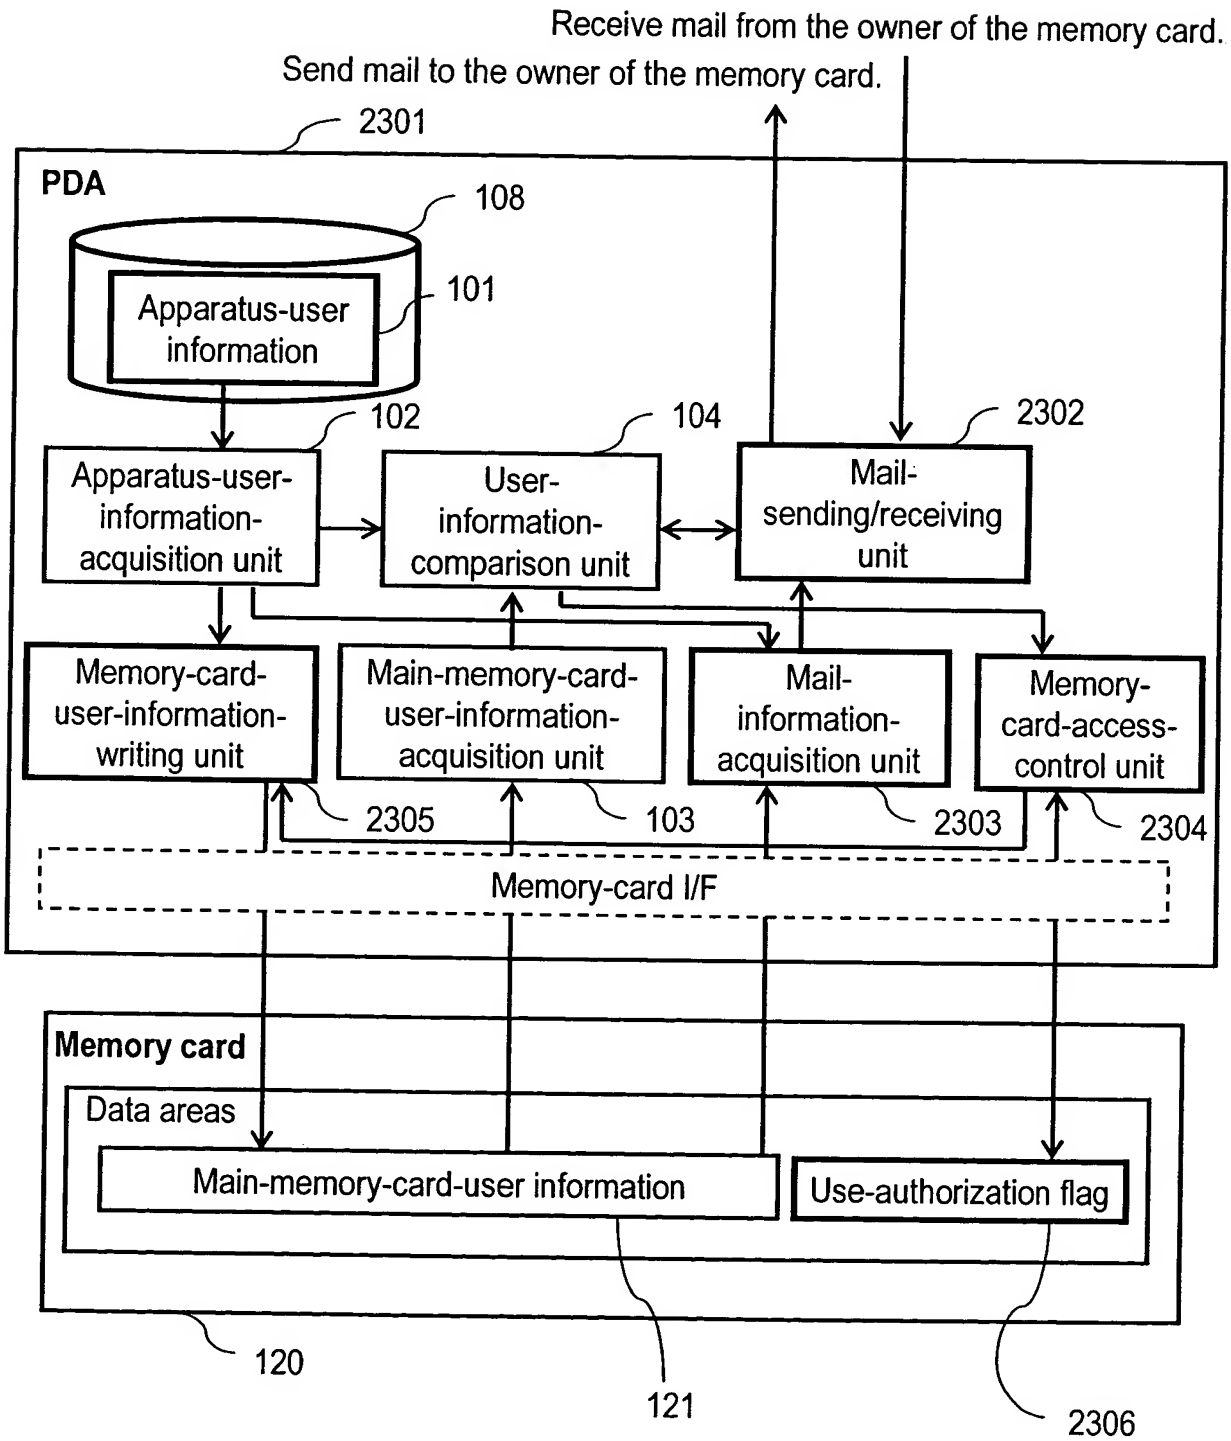 Receive mail from the owner of the memory card.
Send mail to the owner of the memory card.
2301
PDA
108
Apparatus-user
information
101
102
104
2302
Apparatus-user-
information-
acquisition unit
User-
information-
comparison unit
Mail-
sending/receiving
unit
Memory-card-
user-information-
writing unit
Main-memory-card-
user-information-
acquisition unit
Mail-
information-
acquisition unit
Memory-
card-access-
control unit
2305
103
2303
2304
Memory-card I/F
Memory card
Data areas
Main-memory-card-user information
Use-authorization flag
120
121
2306